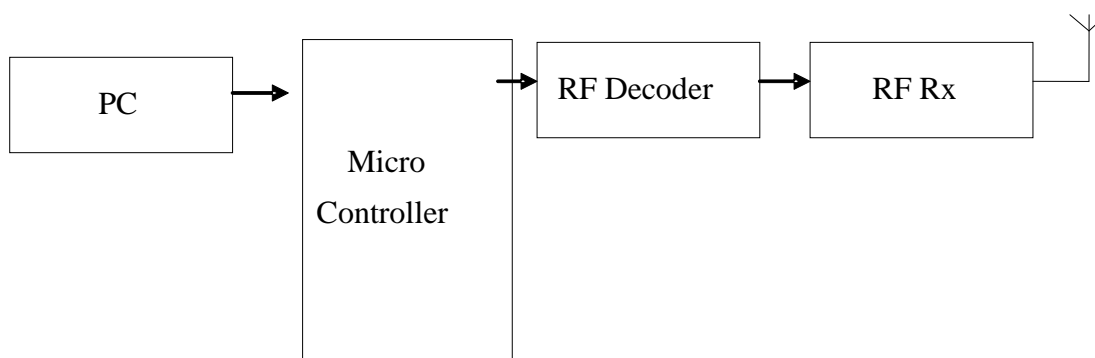 PC
Micro
Controller
RF Decoder
RF Rx